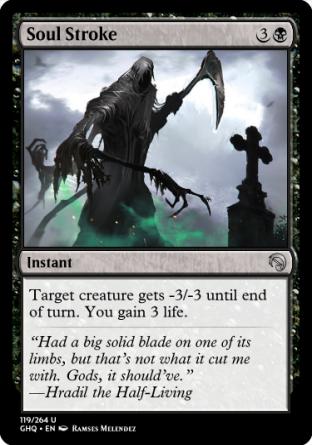 Soul Stroke 3
Instant
Target creature gets -3/-3 until end
of turn. You gain 3 life.
“Had a big solid blade on one of its
limbs, but that’s not what it cut me
with. Gods, it should’ve.”
—Hradil the Half-Living
119/264 U
GHQ • EN Ramses Melendez